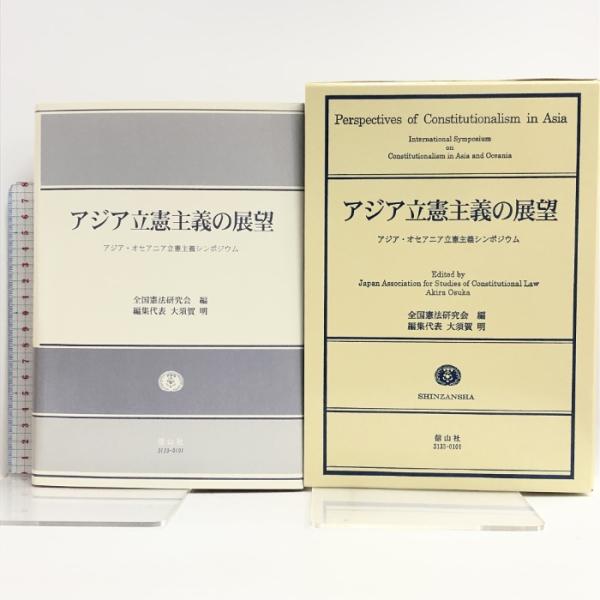 アジア立憲主義の展望
アジア・オセアニア立憲主義シンポジウム
全国憲法研究会 編
編集代表 大須賀 明
信山社
3133-0101
Perspectives of Constitutionalism in Asia
International Symposium
on
Constitutionalism in Asia and Oceania
アジア立憲主義の展望
アジア・オセアニア立憲主義シンポジウム
Edited by
Japan Association for Studies of Constitutional Law
Akira Osuka
全国憲法研究会 編
編集代表 大須賀 明
SHINZANSHA
信山社
3133-0101